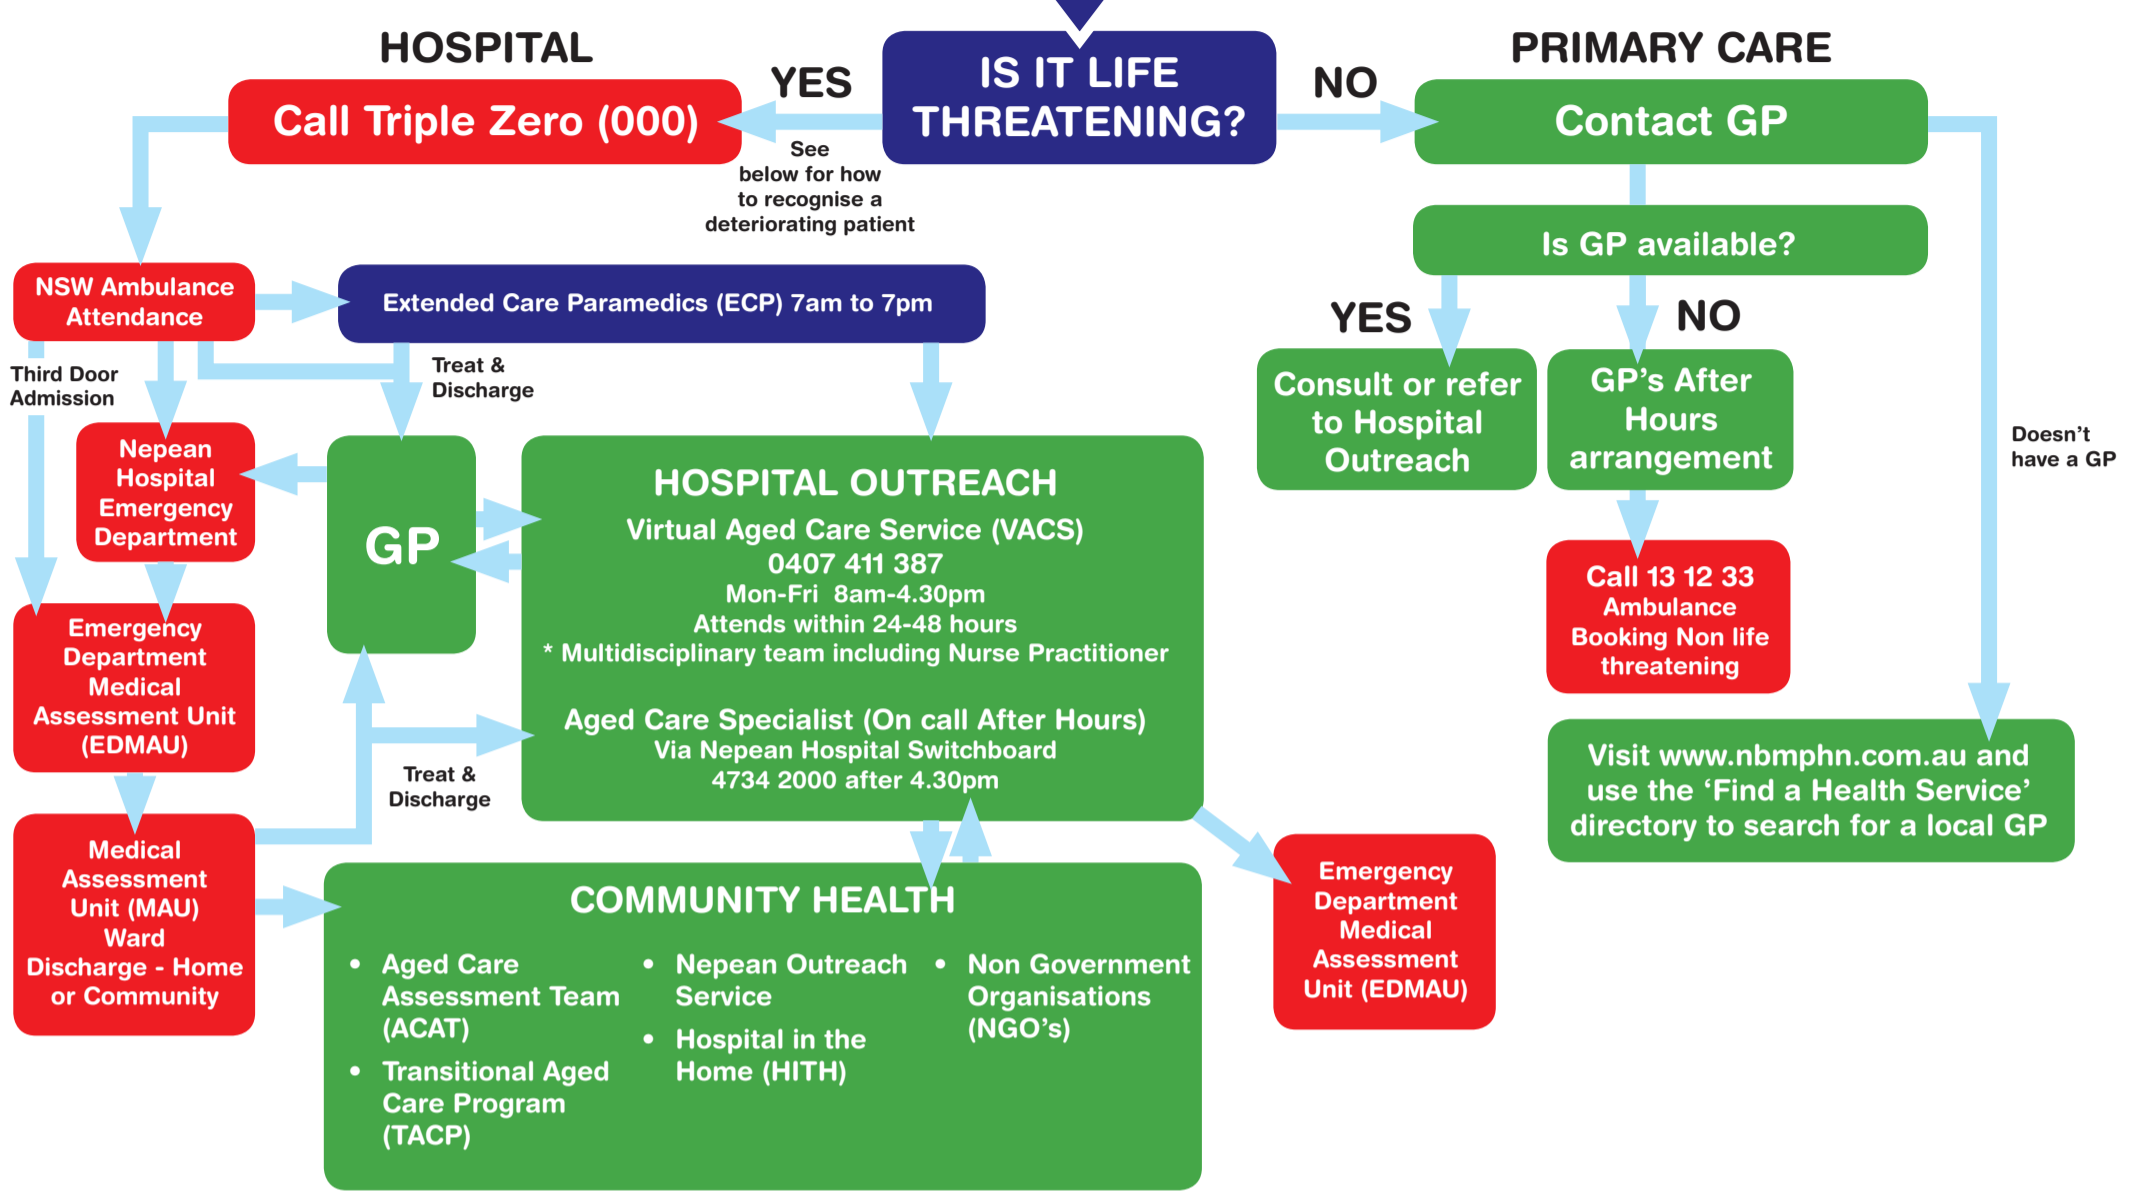 HOSPITAL
PRIMARY CARE
IS IT LIFE
THREATENING?
YES
NO
Call Triple Zero (000)
Contact GP
See
below for how
to recognise a
deteriorating patient
Is GP available?
NSW Ambulance
Attendance
Extended Care Paramedics (ECP) 7am to 7pm
YES
NO
Third Door
Admission
Treat &
Discharge
Consult or refer
to Hospital
Outreach
GP's After
Hours
arrangement
Doesn't
have a GP
Nepean
Hospital
Emergency
Department
GP
HOSPITAL OUTREACH
Virtual Aged Care Service (VACS)
0407 411 387
Mon-Fri  8am-4.30pm
Attends within 24-48 hours
* Multidisciplinary team including Nurse Practitioner
Aged Care Specialist (On call After Hours)
Via Nepean Hospital Switchboard
4734 2000 after 4.30pm
Call 13 12 33
Ambulance
Booking Non life
threatening
Emergency
Department
Medical
Assessment Unit
(EDMAU)
Treat &
Discharge
Visit www.nbmphn.com.au and
use the ‘Find a Health Service’
directory to search for a local GP
Medical
Assessment
Unit (MAU)
Ward
Discharge - Home
or Community
COMMUNITY HEALTH
• Aged Care
Assessment Team
(ACAT)
• Transitional Aged
Care Program
(TACP)
• Nepean Outreach
Service
• Hospital in the
Home (HITH)
• Non Government
Organisations
(NGO's)
Emergency
Department
Medical
Assessment
Unit (EDMAU)